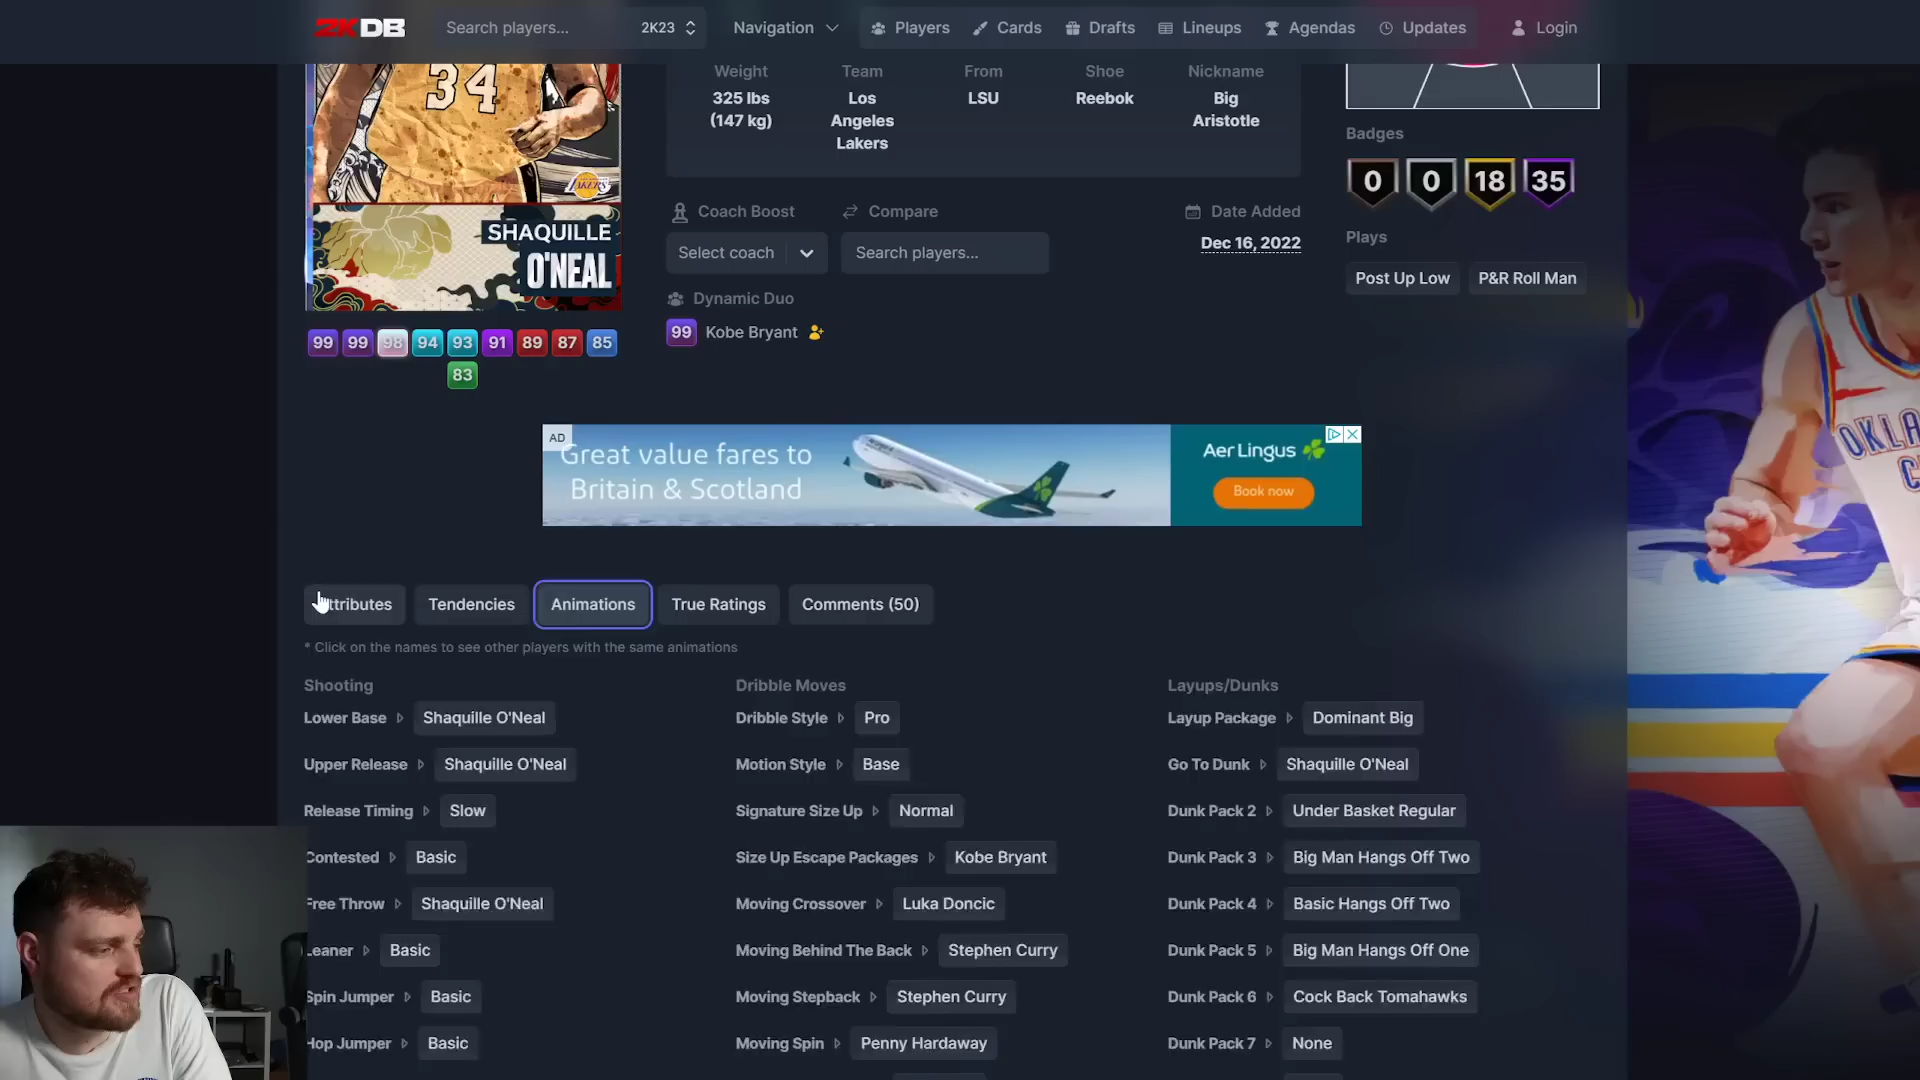 2KDB
Search players...
2K23
Navigation
Players
Cards
Drafts
Lineups
Agendas
Updates
Login
34
LAKERS
SHAQUILLE
O'NEAL
99 99 98 94 93 91 89 87 85
83
Weight
325 lbs
(147 kg)
Team
Los
Angeles
Lakers
From
LSU
Shoe
Reebok
Nickname
Big
Aristotle
Coach Boost
Select coach
Compare
Search players...
Date Added
Dec 16, 2022
Dynamic Duo
99 Kobe Bryant
Badges
0 0 18 35
Plays
Post Up Low
P&R Roll Man
AD
Great value fares to
Britain & Scotland
Aer Lingus
Book now
Tendencies
Animations
True Ratings
Comments (50)
* Click on the names to see other players with the same animations
Shooting
Lower Base Shaquille O'Neal
Upper Release Shaquille O'Neal
Release Timing Slow
Contested Basic
Free Throw Shaquille O'Neal
Leaner Basic
Spin Jumper Basic
Hop Jumper Basic
Dribble Moves
Dribble Style Pro
Motion Style Base
Signature Size Up Normal
Size Up Escape Packages Kobe Bryant
Moving Crossover Luka Doncic
Moving Behind The Back Stephen Curry
Moving Stepback Stephen Curry
Moving Spin Penny Hardaway
Layups/Dunks
Layup Package Dominant Big
Go To Dunk Shaquille O'Neal
Dunk Pack 2 Under Basket Regular
Dunk Pack 3 Big Man Hangs Off Two
Dunk Pack 4 Basic Hangs Off Two
Dunk Pack 5 Big Man Hangs Off One
Dunk Pack 6 Cock Back Tomahawks
Dunk Pack 7 None